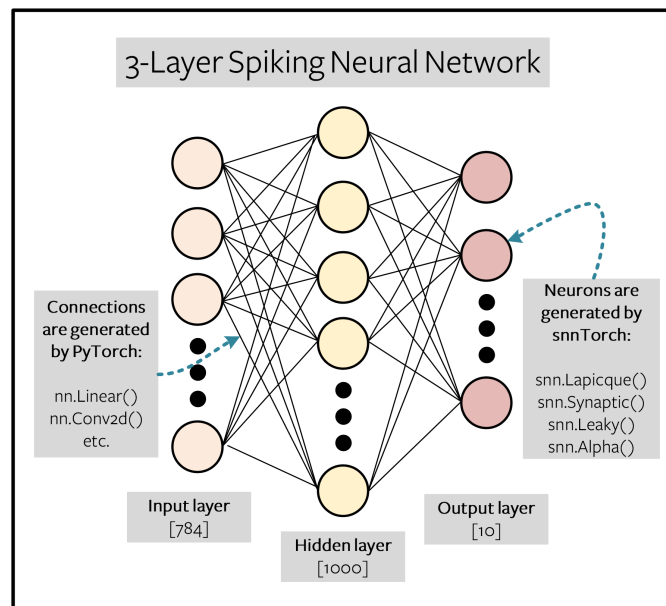 3-Layer Spiking Neural Network
Connections
are generated
by PyTorch:
nn.Linear()
nn.Conv2d()
etc.
Neurons are
generated by
snnTorch:
snn.Lapicque()
snn.Synaptic()
snn.Leaky()
snn.Alpha()
Input layer
[784]
Hidden layer
[1000]
Output layer
[10]